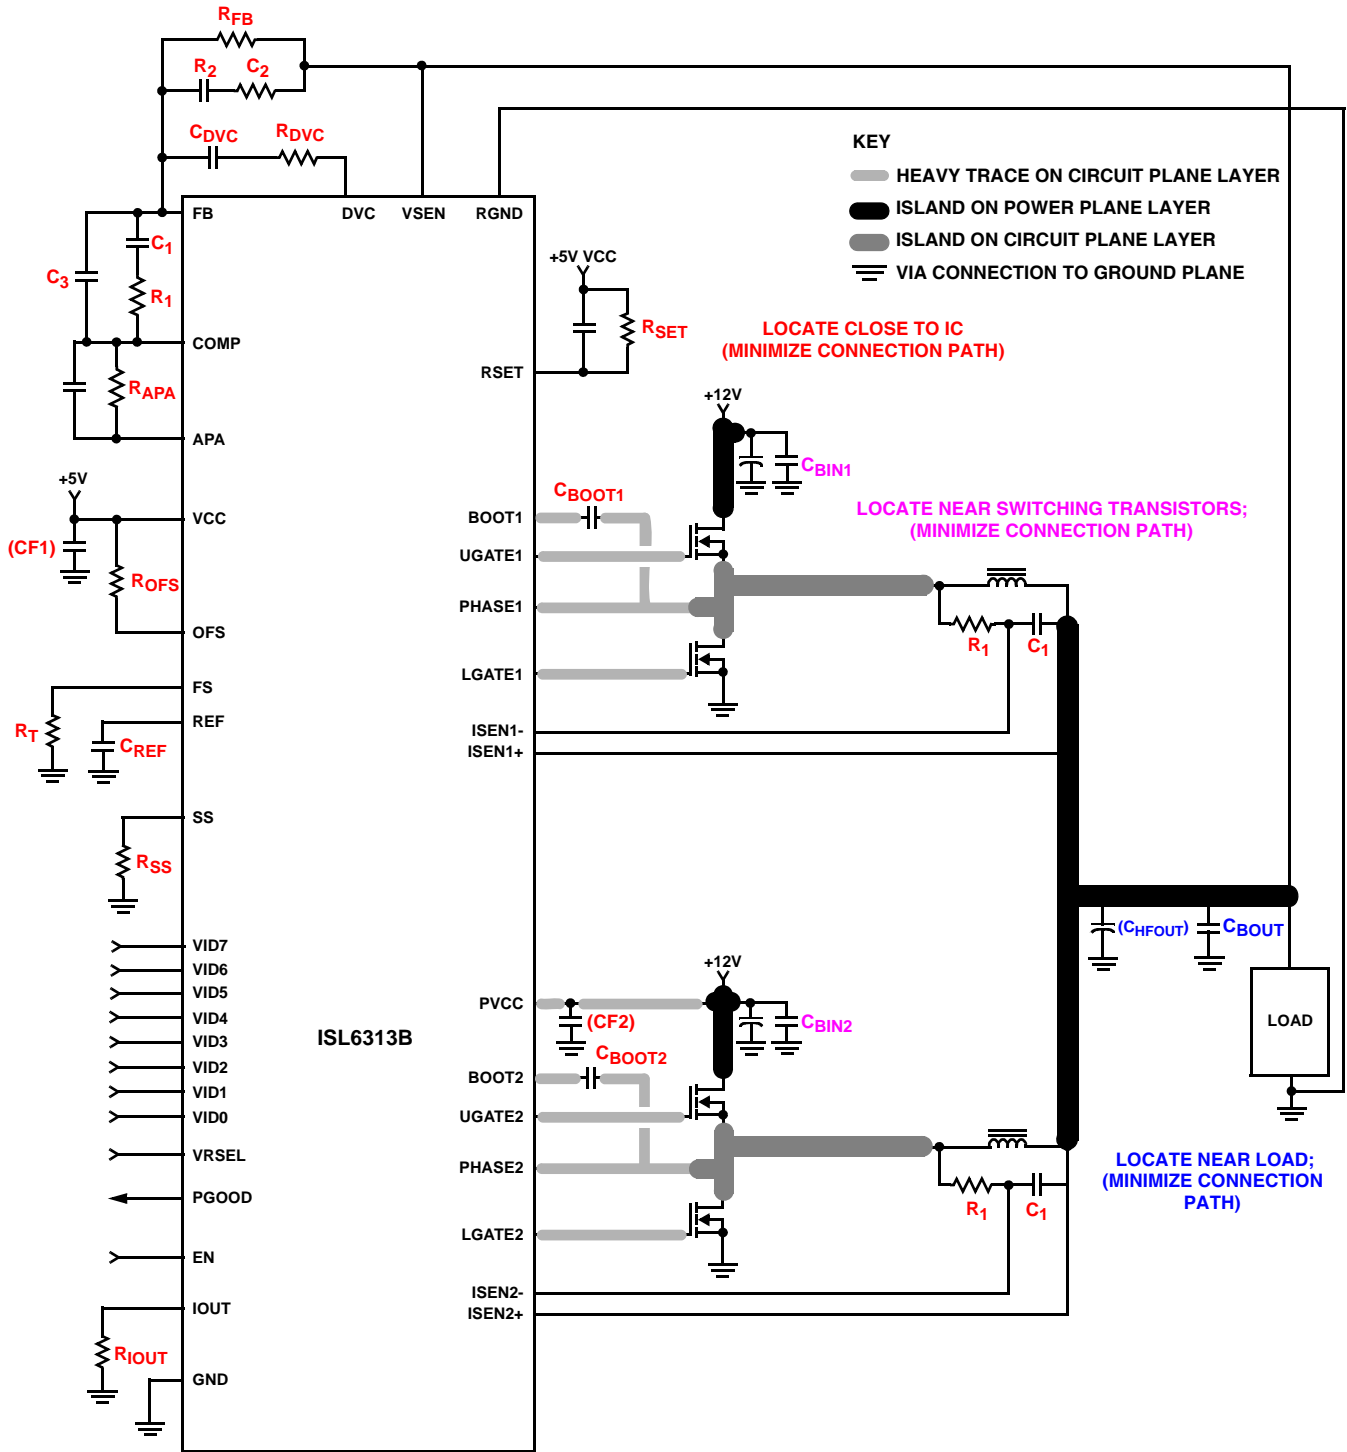 RFB
R2 C2
CDVC RDVC
KEY
HEAVY TRACE ON CIRCUIT PLANE LAYER
ISLAND ON POWER PLANE LAYER
ISLAND ON CIRCUIT PLANE LAYER
VIA CONNECTION TO GROUND PLANE
FB DVC VSEN RGND
C1
C3
R1
+5V VCC
RSET
LOCATE CLOSE TO IC
(MINIMIZE CONNECTION PATH)
COMP
RSET
RAPA
APA
+12V
CBIN1
+5V
CBOOT1
LOCATE NEAR SWITCHING TRANSISTORS;
(MINIMIZE CONNECTION PATH)
VCC
BOOT1
(CF1)
UGATE1
ROFS
PHASE1
OFS
R1 C1
LGATE1
FS
REF
RT
CREF
ISEN1-
ISEN1+
SS
RSS
(CHFOUT) CBOUT
VID7
VID6
VID5
VID4
VID3
VID2
VID1
VID0
+12V
PVCC
(CF2)
CBIN2
LOAD
ISL6313B
CBOOT2
BOOT2
UGATE2
VRSEL
PHASE2
PGOOD
R1 C1
LOCATE NEAR LOAD;
(MINIMIZE CONNECTION
PATH)
LGATE2
EN
ISEN2-
ISEN2+
IOUT
RIOUT
GND